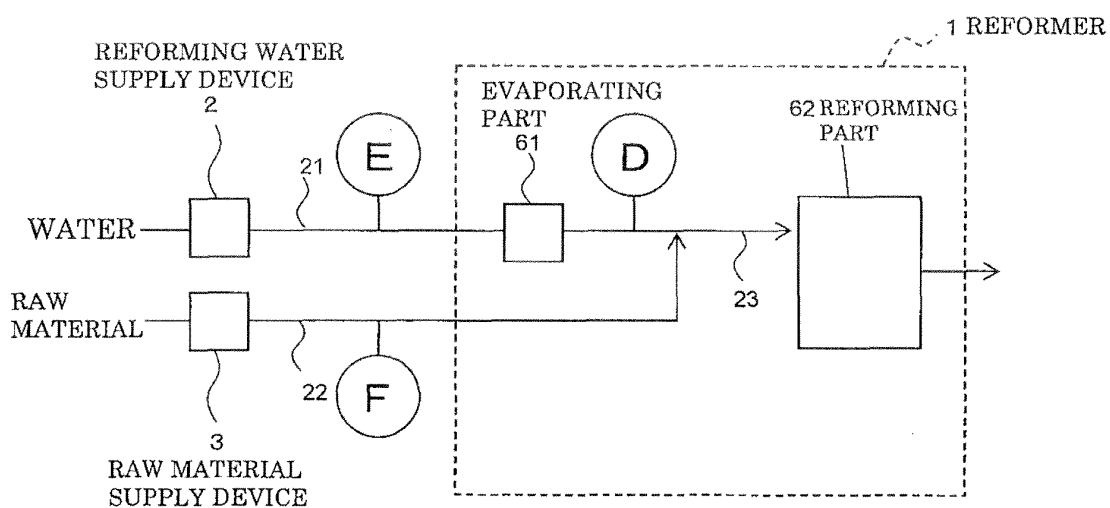 1 REFORMER
REFORMING WATER
SUPPLY DEVICE
2
EVAPORATING
PART
61
62 REFORMING
PART
E
D
21
WATER
23
RAW
MATERIAL
22
F
3
RAW MATERIAL
SUPPLY DEVICE